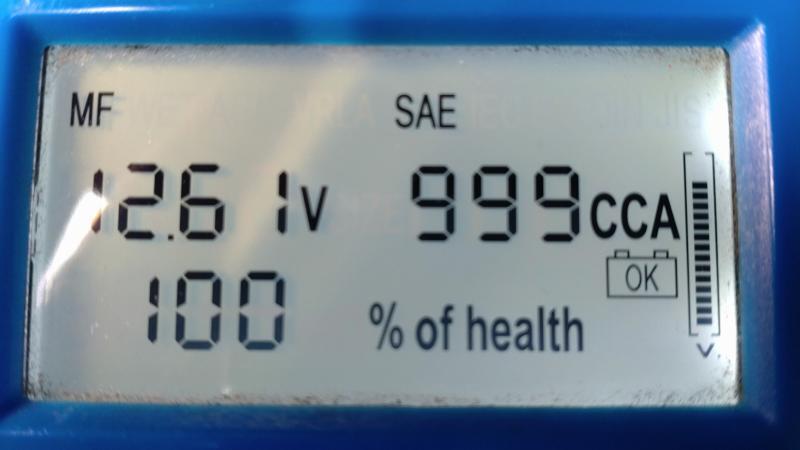 MF SAE
12.61V 999CCA
OK
100 % of health